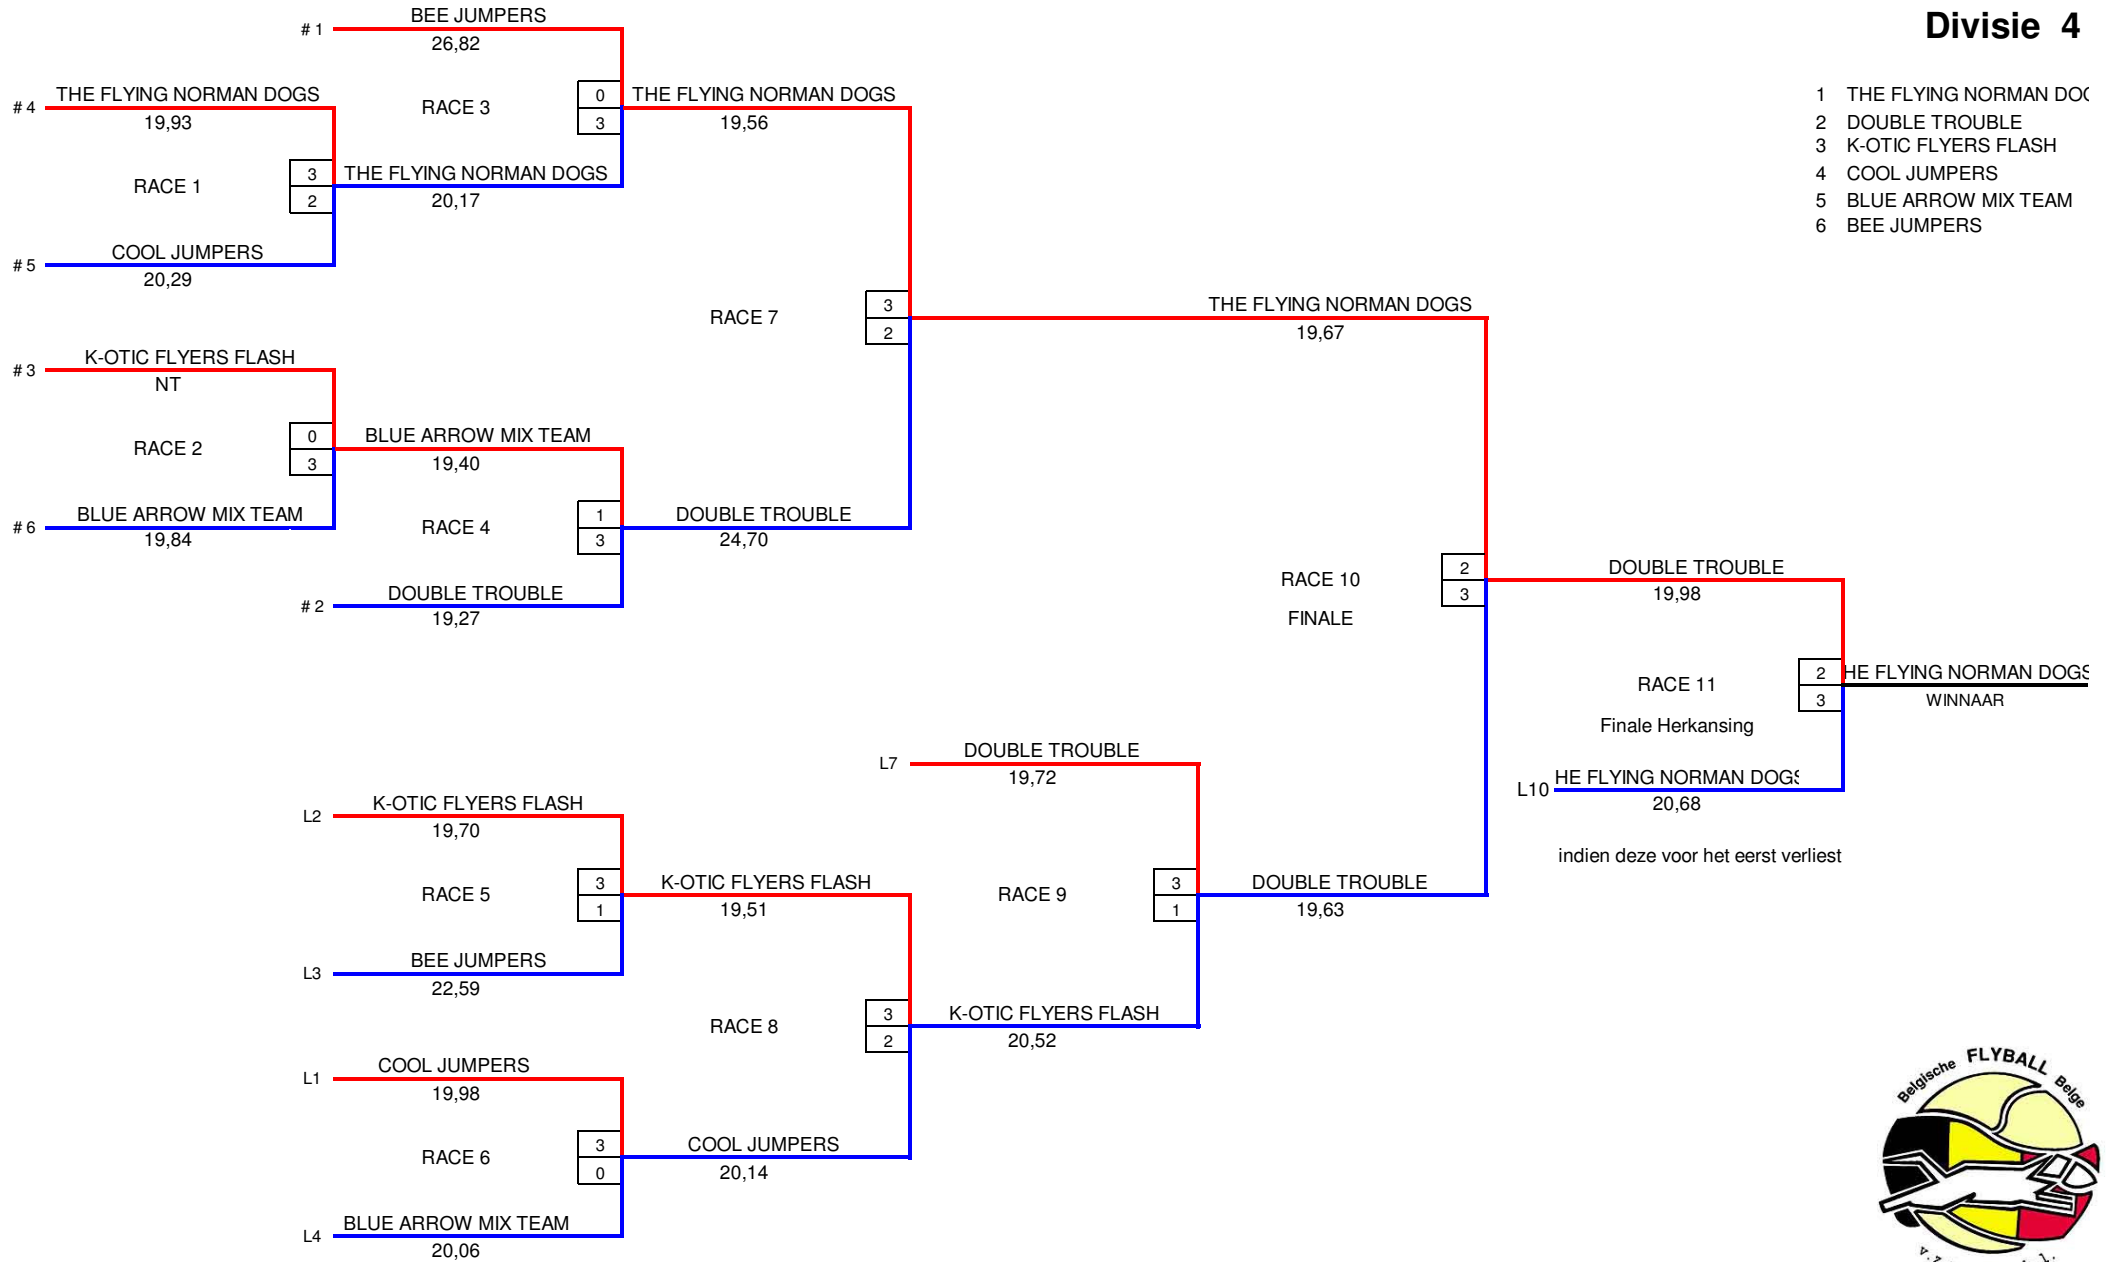 Divisie 4
1 THE FLYING NORMAN DOG
2 DOUBLE TROUBLE
3 K-OTIC FLYERS FLASH
4 COOL JUMPERS
5 BLUE ARROW MIX TEAM
6 BEE JUMPERS
# 1
BEE JUMPERS
26,82
# 4
THE FLYING NORMAN DOGS
19,93
RACE 3
0
3
THE FLYING NORMAN DOGS
19,56
RACE 1
3
2
THE FLYING NORMAN DOGS
20,17
# 5
COOL JUMPERS
20,29
RACE 7
3
2
THE FLYING NORMAN DOGS
19,67
# 3
K-OTIC FLYERS FLASH
NT
RACE 2
0
3
BLUE ARROW MIX TEAM
19,40
# 6
BLUE ARROW MIX TEAM
19,84
RACE 4
1
3
DOUBLE TROUBLE
24,70
# 2
DOUBLE TROUBLE
19,27
RACE 10
FINALE
2
3
DOUBLE TROUBLE
19,98
RACE 11
Finale Herkansing
2
3
HE FLYING NORMAN DOGS
WINNAAR
L10
HE FLYING NORMAN DOGS
20,68
indien deze voor het eerst verliest
L7
DOUBLE TROUBLE
19,72
L2
K-OTIC FLYERS FLASH
19,70
RACE 5
3
1
K-OTIC FLYERS FLASH
19,51
RACE 9
3
1
DOUBLE TROUBLE
19,63
L3
BEE JUMPERS
22,59
RACE 8
3
2
K-OTIC FLYERS FLASH
20,52
L1
COOL JUMPERS
19,98
RACE 6
3
0
COOL JUMPERS
20,14
L4
BLUE ARROW MIX TEAM
20,06
Belgische FLYBALL Belge